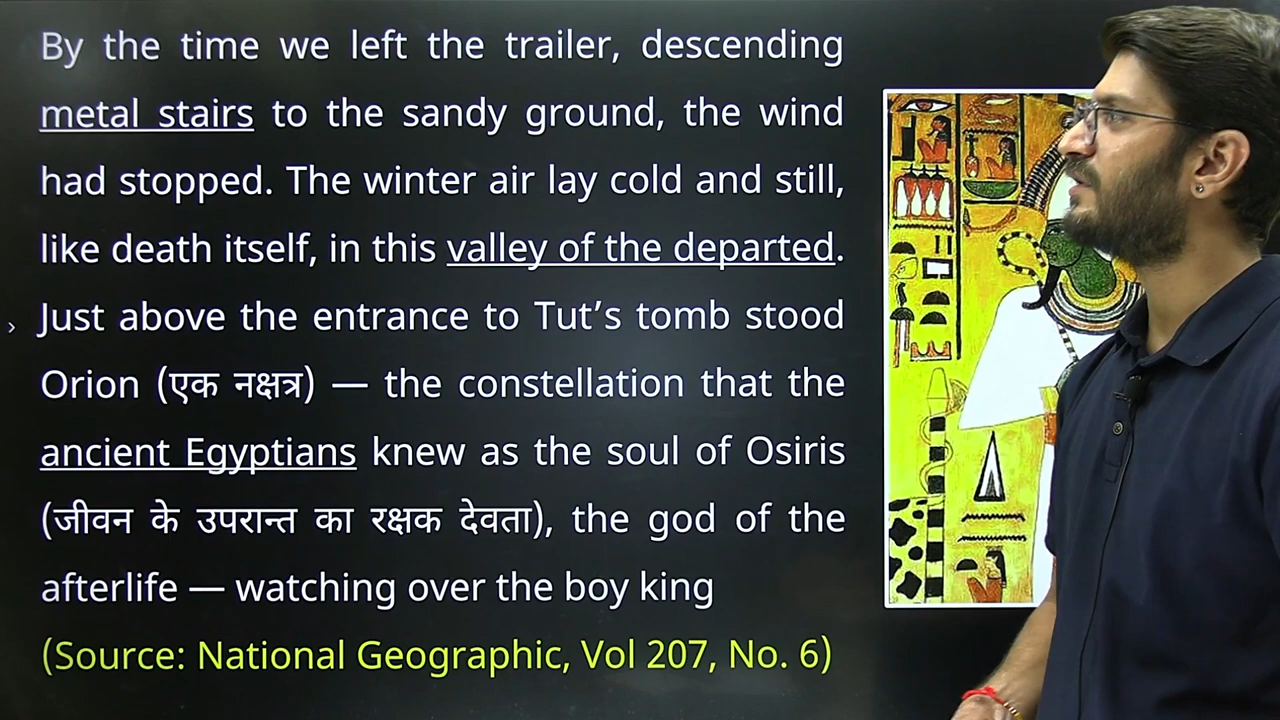 By the time we left the trailer, descending
metal stairs to the sandy ground, the wind
had stopped. The winter air lay cold and still,
like death itself, in this valley of the departed.
Just above the entrance to Tut’s tomb stood
Orion (एक नक्षत्र) — the constellation that the
ancient Egyptians knew as the soul of Osiris
(जीवन के उपरान्त का रक्षक देवता), the god of the
afterlife — watching over the boy king
(Source: National Geographic, Vol 207, No. 6)